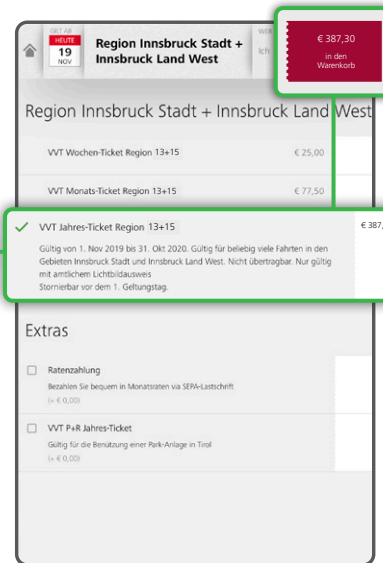 GILT AB
HEUTE
19
NOV
Region Innsbruck Stadt +
Innsbruck Land West
WER
Ich
€ 387,30
in den
Warenkorb
Region Innsbruck Stadt + Innsbruck Land West
VVT Wochen-Ticket Region 13+15
€ 25,00
VVT Monats-Ticket Region 13+15
€ 77,50
VVT Jahres-Ticket Region 13+15
€ 387,
Gültig von 1. Nov 2019 bis 31. Okt 2020. Gültig für beliebig viele Fahrten in den
Gebieten Innsbruck Stadt und Innsbruck Land West. Nicht übertragbar. Nur gültig
mit amtlichem Lichtbildausweis
Stornierbar vor dem 1. Geltungstag.
Extras
Ratenzahlung
Bezahlen Sie bequem in Monatsraten via SEPA-Lastschrift
(+ € 0,00)
VVT P+R Jahres-Ticket
Gültig für die Benützung einer Park-Anlage in Tirol
(+ € 0,00)